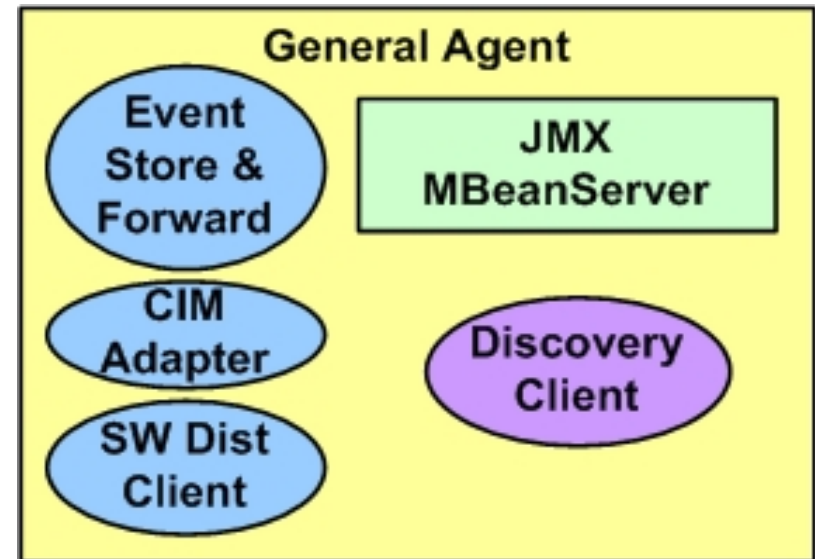 General Agent
Event
Store &
Forward
JMX
MBeanServer
CIM
Adapter
Discovery
Client
SW Dist
Client